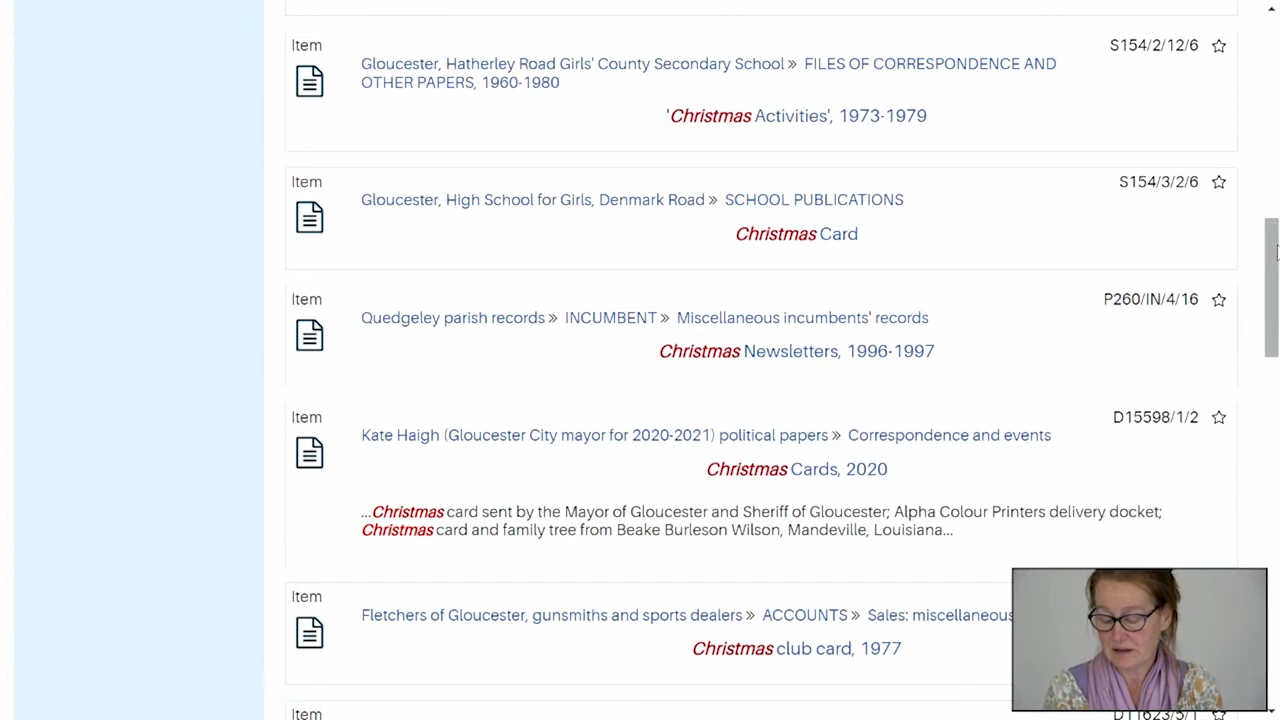 Item
S154/2/12/6
Gloucester, Hatherley Road Girls' County Secondary School » FILES OF CORRESPONDENCE AND
OTHER PAPERS, 1960-1980
'Christmas Activities', 1973-1979
Item
S154/3/2/6
Gloucester, High School for Girls, Denmark Road » SCHOOL PUBLICATIONS
Christmas Card
Item
P260/IN/4/16
Quedgeley parish records » INCUMBENT » Miscellaneous incumbents' records
Christmas Newsletters, 1996-1997
Item
D15598/1/2
Kate Haigh (Gloucester City mayor for 2020-2021) political papers » Correspondence and events
Christmas Cards, 2020
...Christmas card sent by the Mayor of Gloucester and Sheriff of Gloucester; Alpha Colour Printers delivery docket;
Christmas card and family tree from Beake Burleson Wilson, Mandeville, Louisiana...
Item
Fletchers of Gloucester, gunsmiths and sports dealers » ACCOUNTS » Sales: miscellaneous
Christmas club card, 1977
Item